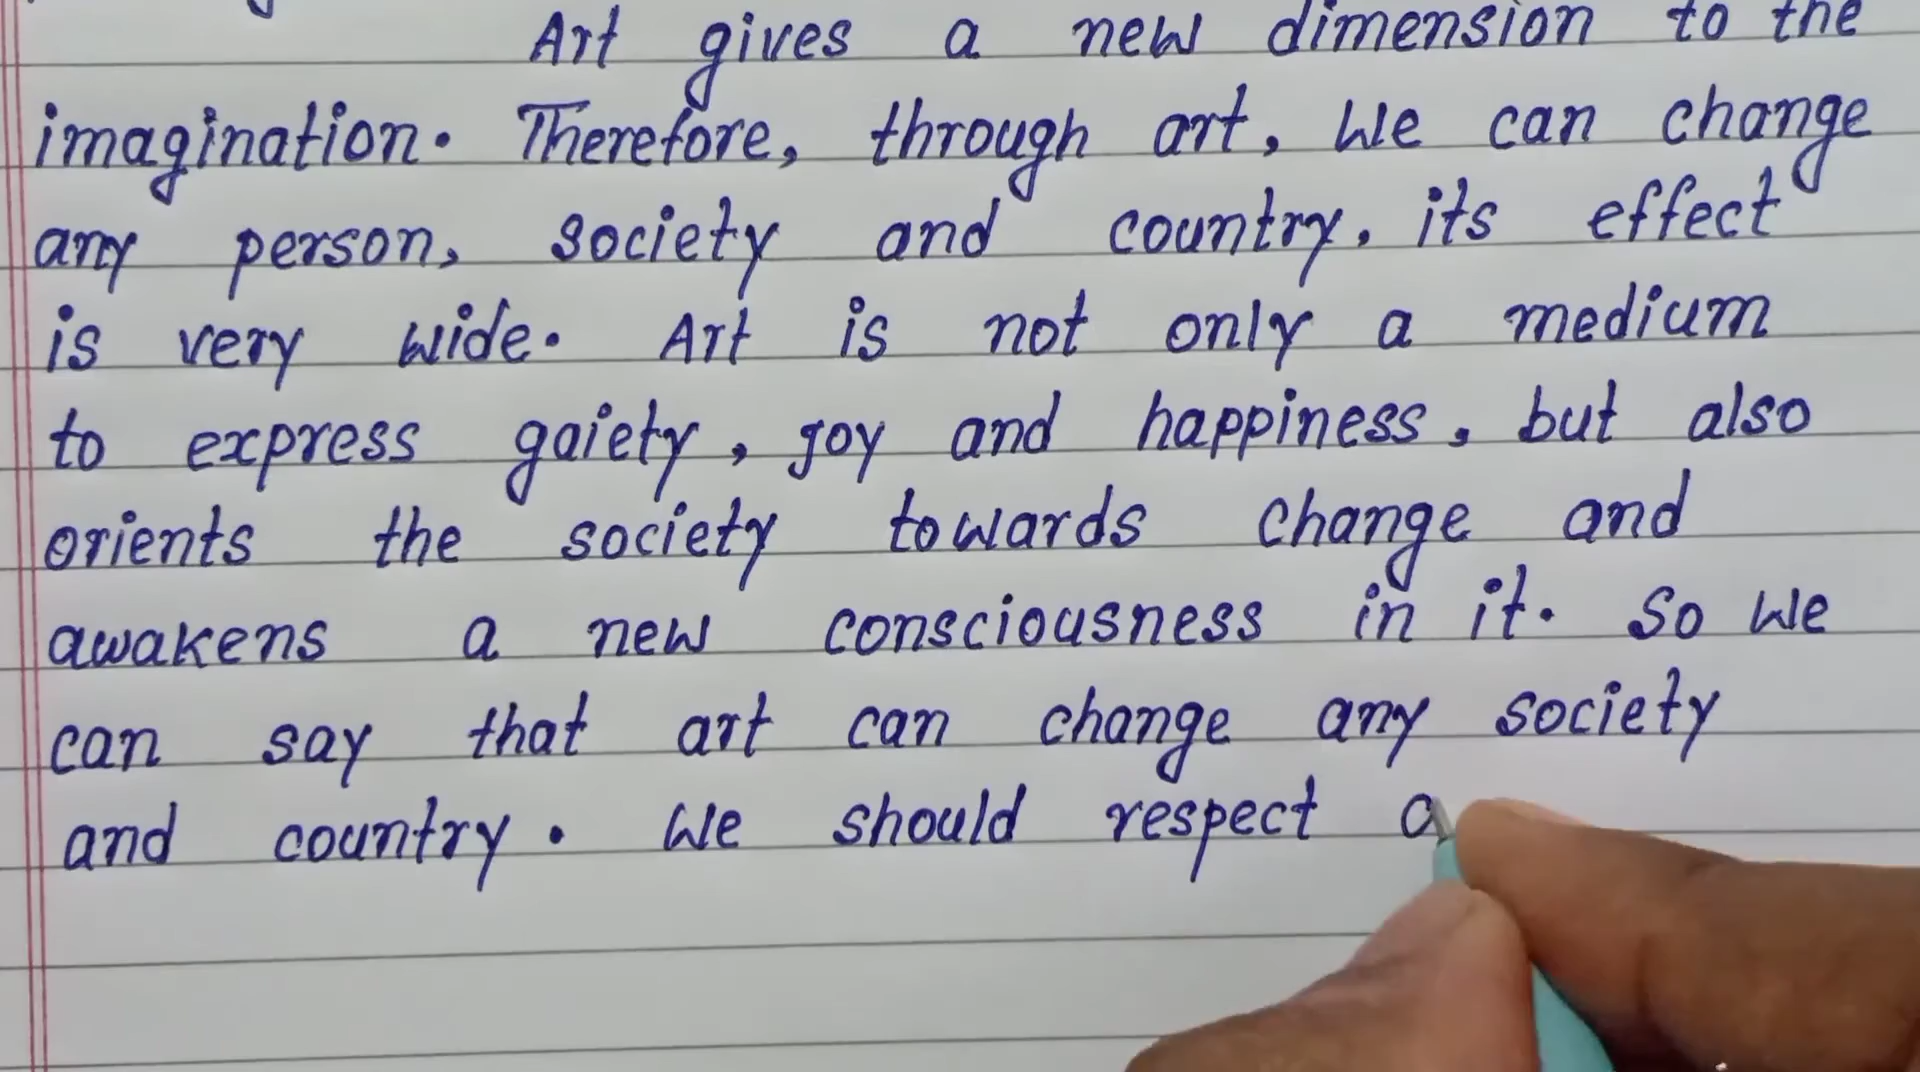 Art gives a new dimension to the
imagination. Therefore, through art, we can change
any person, society and country. its effect
is very wide. Art is not only a medium
to express gaiety, joy and happiness, but also
orients the society towards change and
awakens a new consciousness in it. So we
can say that art can change any society
and country. We should respect a